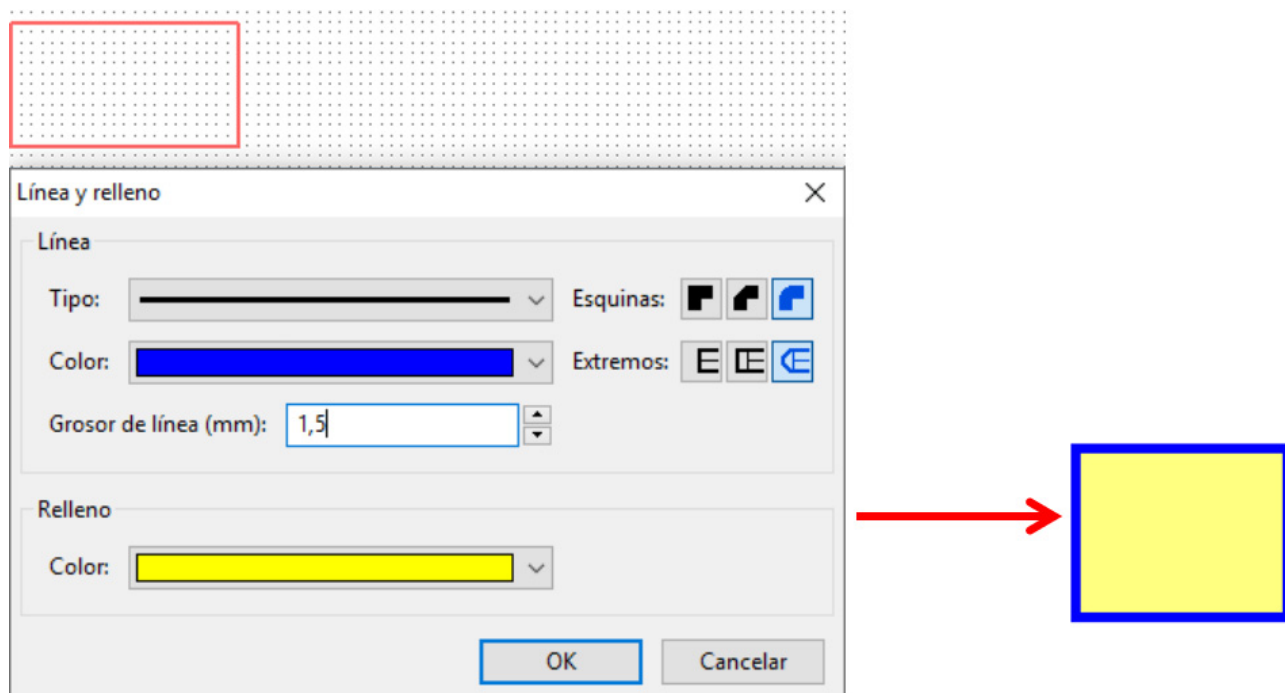 Línea y relleno
Línea
Tipo:
Esquinas:
Color:
Extremos:
Grosor de línea (mm): 1,5
Relleno
Color:
OK Cancelar